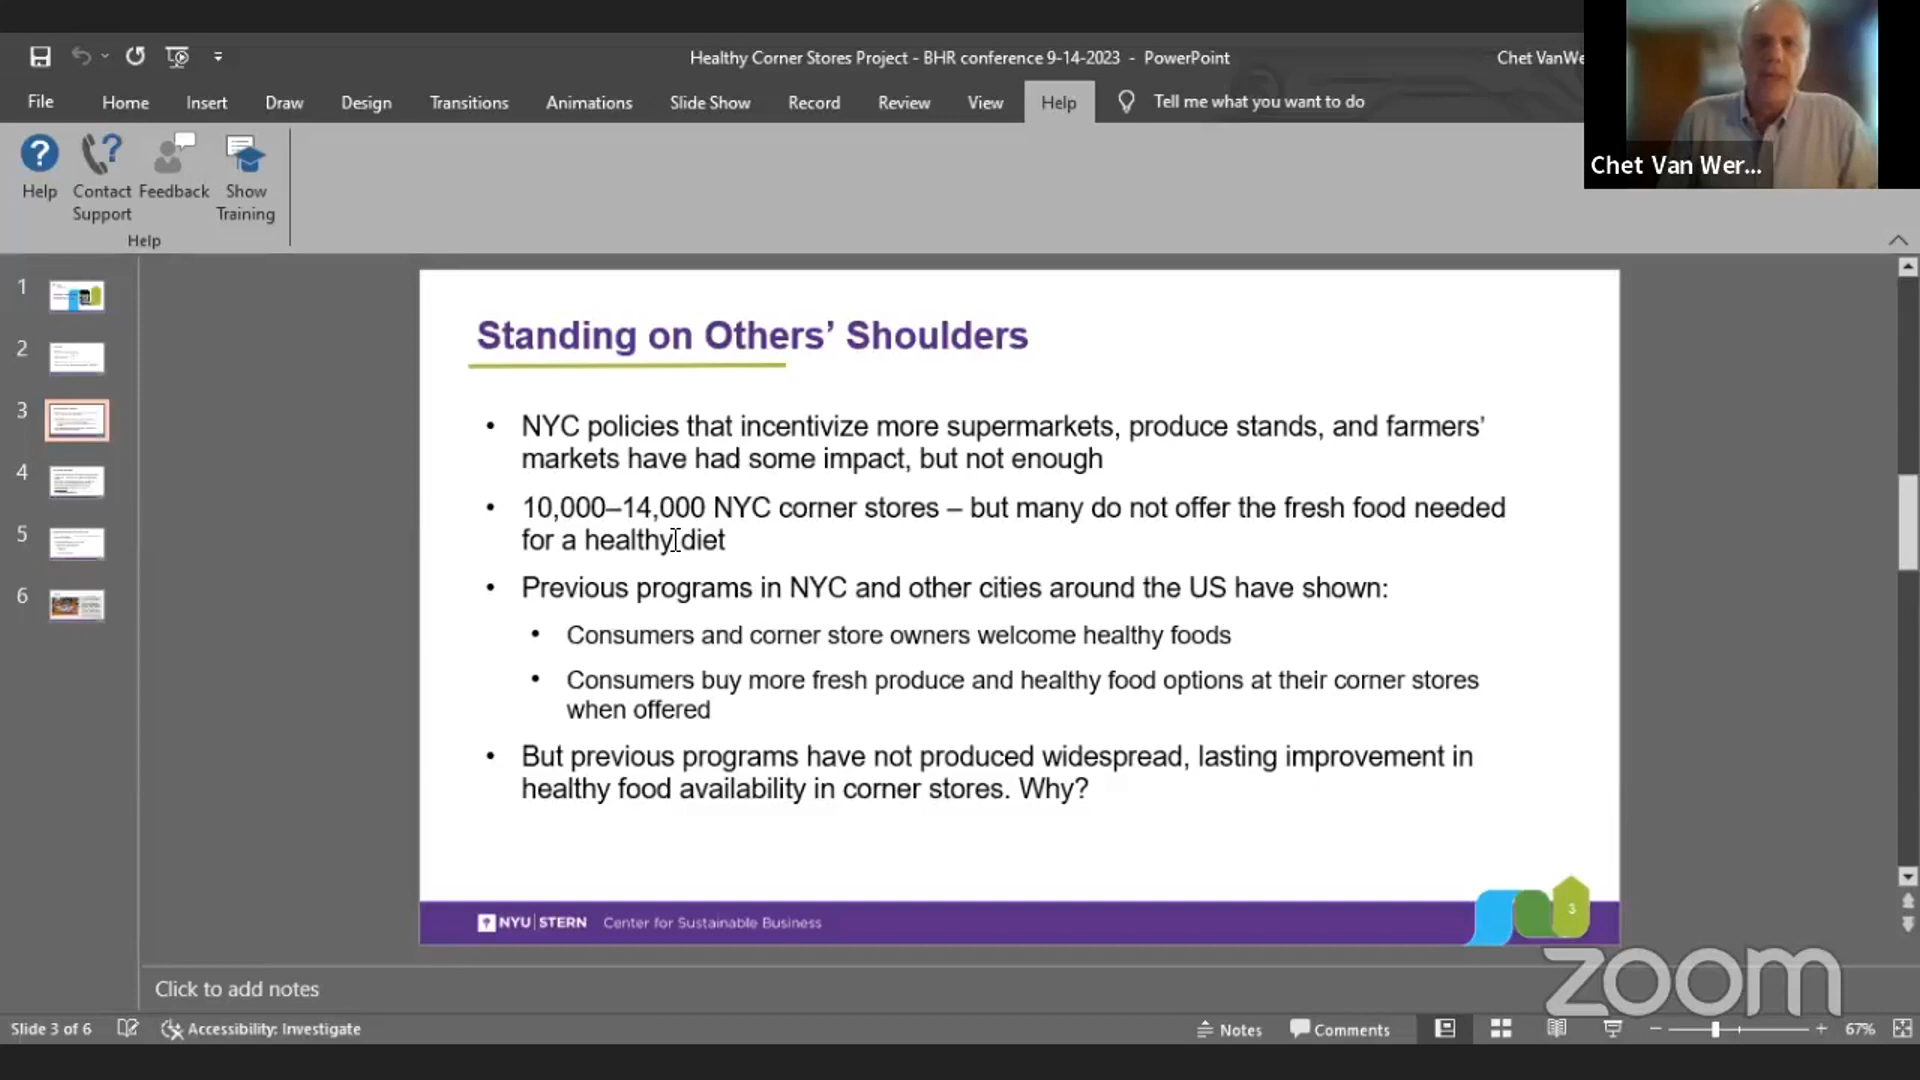 Healthy Corner Stores Project - BHR conference 9-14-2023 - PowerPoint
Chet VanWe
File Home Insert Draw Design Transitions Animations Slide Show Record Review View Help Tell me what you want to do
Help Contact Support Feedback Show Training
Help
Chet Van Wer...
1
2
3
4
5
6
Standing on Others’ Shoulders
• NYC policies that incentivize more supermarkets, produce stands, and farmers’
markets have had some impact, but not enough
• 10,000–14,000 NYC corner stores – but many do not offer the fresh food needed
for a healthy diet
• Previous programs in NYC and other cities around the US have shown:
• Consumers and corner store owners welcome healthy foods
• Consumers buy more fresh produce and healthy food options at their corner stores
when offered
• But previous programs have not produced widespread, lasting improvement in
healthy food availability in corner stores. Why?
NYU STERN Center for Sustainable Business
3
zoom
Click to add notes
Slide 3 of 6 Accessibility: Investigate Notes Comments 67%